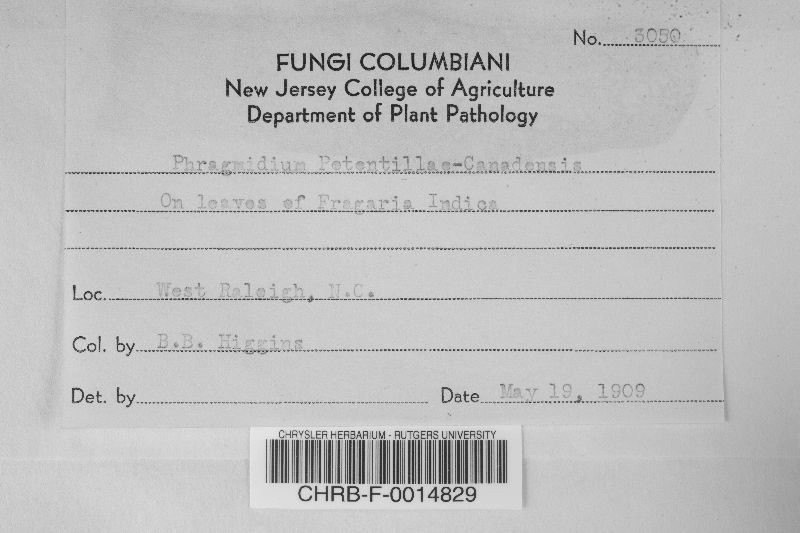 No. 3050
FUNGI COLUMBIANI
New Jersey College of Agriculture
Department of Plant Pathology
Phragmidium Potentillae-Canadensis
On leaves of Fragaria Indica
Loc. West Raleigh, N.C.
Col. by B.B. Higgins
Det. by
Date May 19, 1909
CHRYSLER HERBARIUM - RUTGERS UNIVERSITY
CHRB-F-0014829